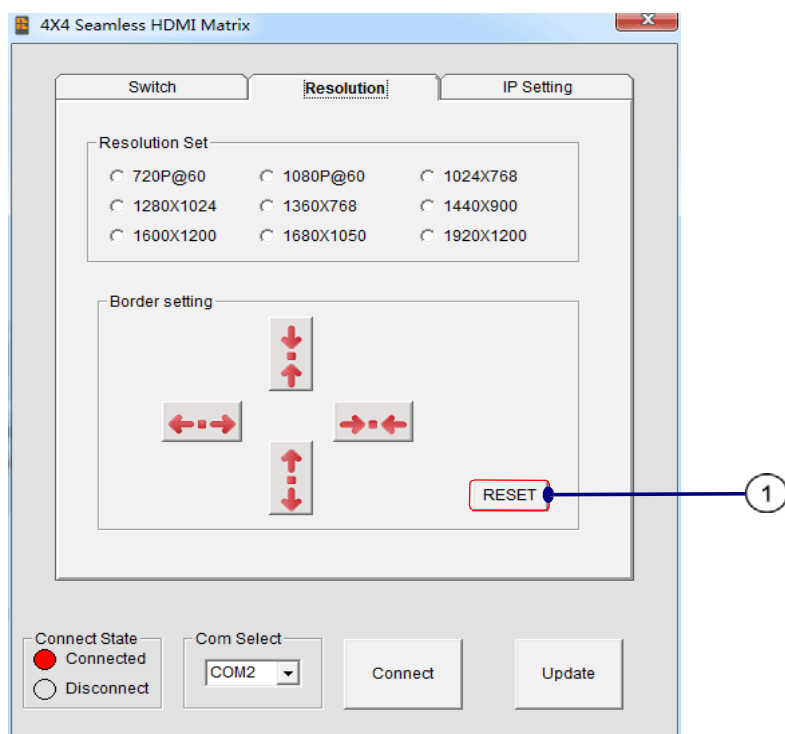 4X4 Seamless HDMI Matrix
Switch Resolution IP Setting
Resolution Set
720P@60 1080P@60 1024X768
1280X1024 1360X768 1440X900
1600X1200 1680X1050 1920X1200
Border setting
RESET
1
Connect State
Connected
Disconnect
Com Select
COM2
Connect
Update